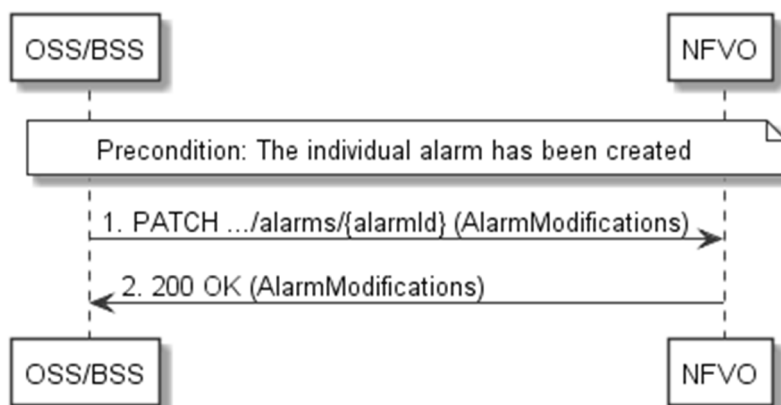 OSS/BSS
NFVO
Precondition: The individual alarm has been created
1. PATCH .../alarms/{alarmId} (AlarmModifications)
2. 200 OK (AlarmModifications)
OSS/BSS
NFVO